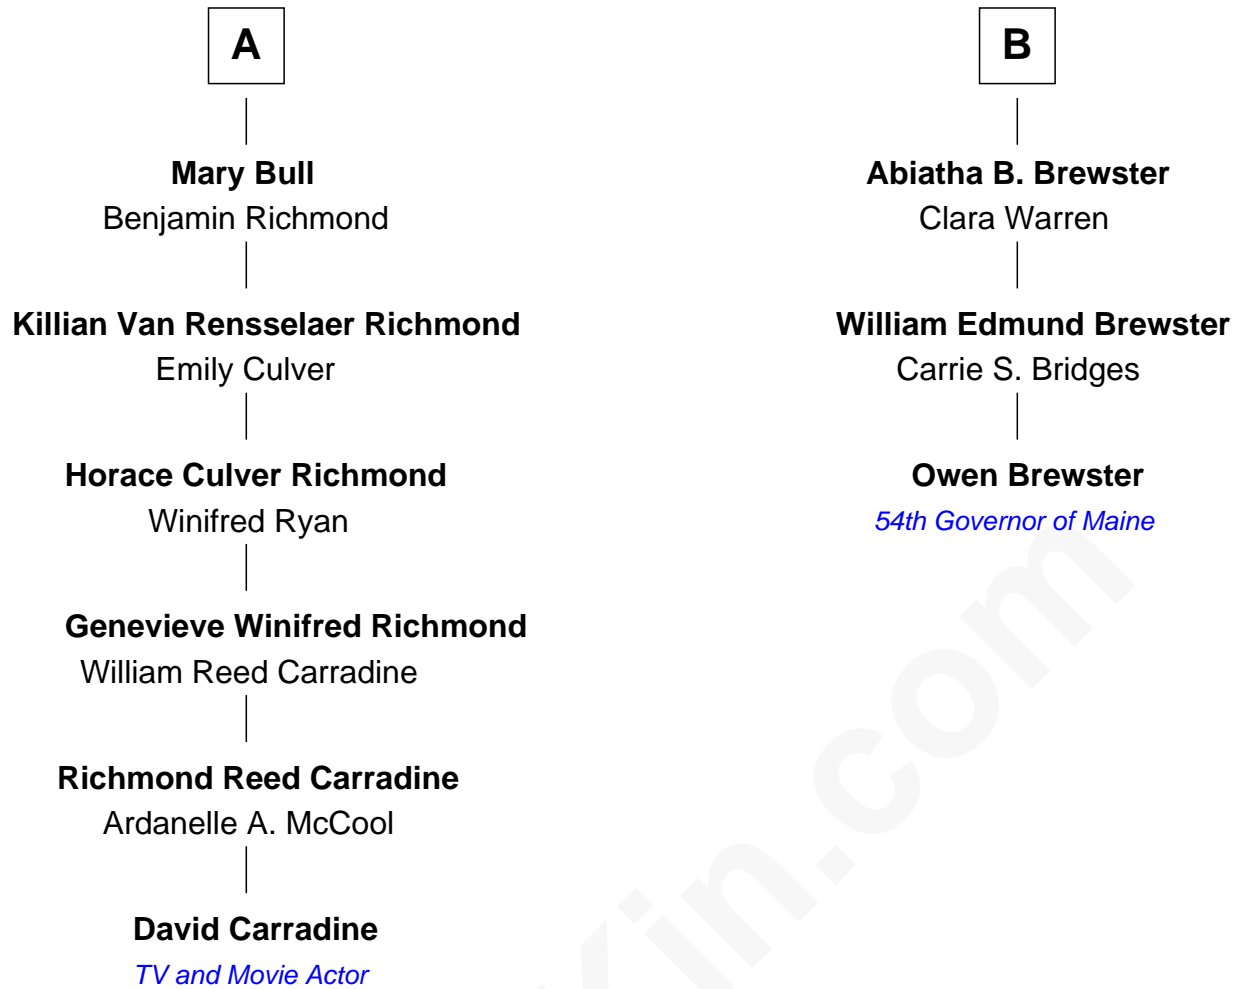 A
Mary Bull
Benjamin Richmond
Killian Van Rensselaer Richmond
Emily Culver
Horace Culver Richmond
Winifred Ryan
Genevieve Winifred Richmond
William Reed Carradine
Richmond Reed Carradine
Ardanelle A. McCool
David Carradine
TV and Movie Actor
B
Abiatha B. Brewster
Clara Warren
William Edmund Brewster
Carrie S. Bridges
Owen Brewster
54th Governor of Maine
Kin.com